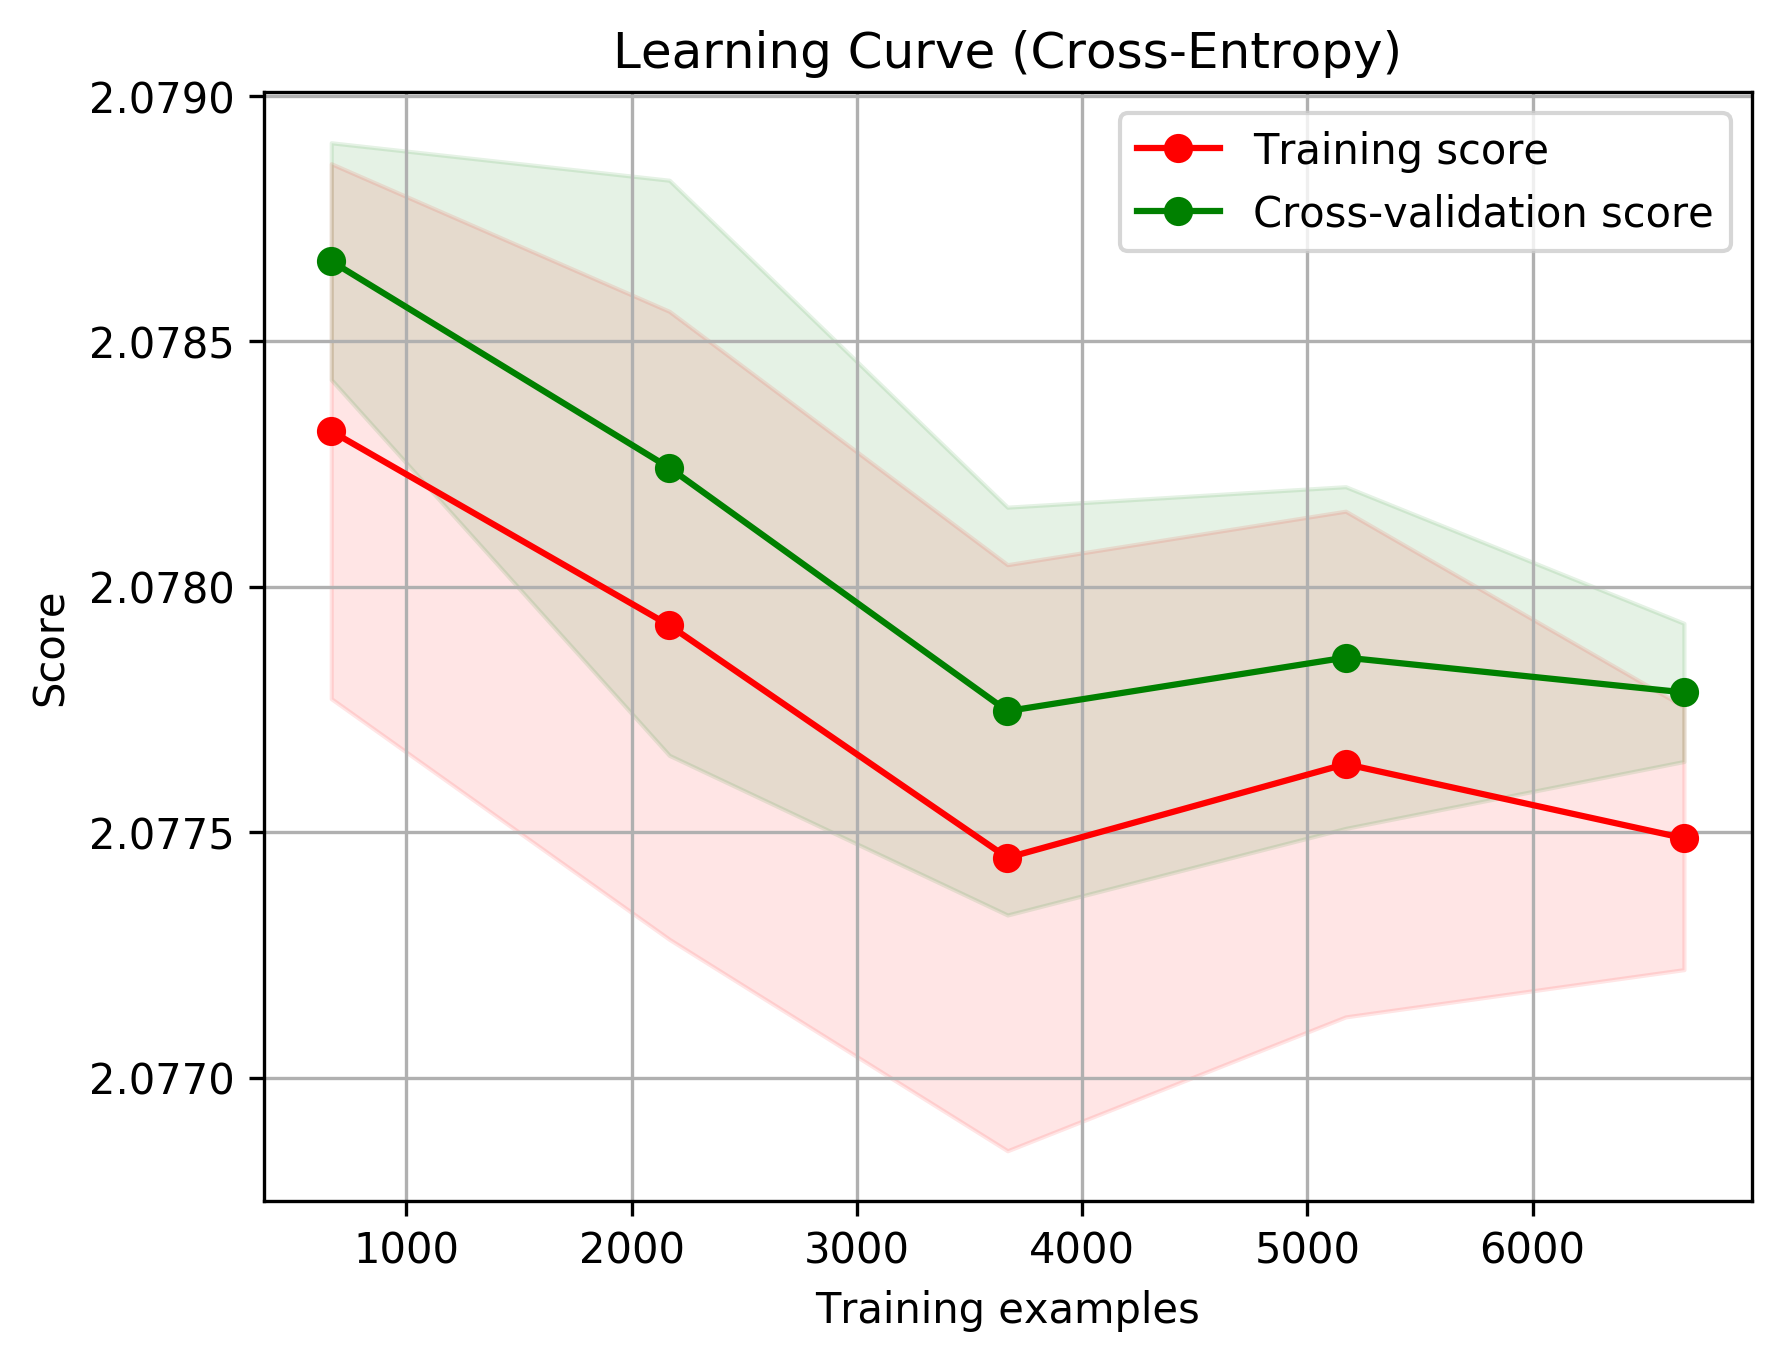 Learning Curve (Cross-Entropy)
2.0790
2.0785
2.0780
2.0775
2.0770
Score
Training score
Cross-validation score
1000 2000 3000 4000 5000 6000
Training examples